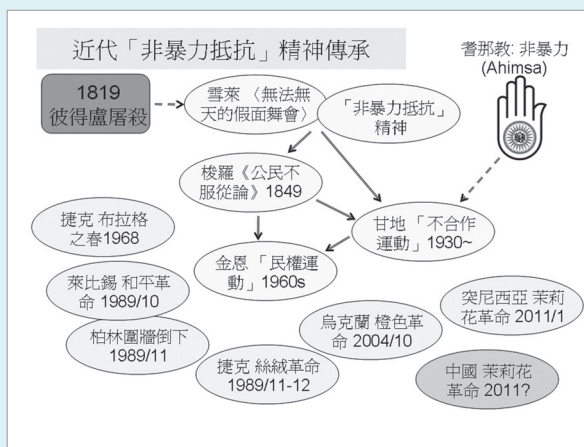 近代「非暴力抵抗」精神傳承
耆那教: 非暴力
(Ahimsa)
1819
彼得盧屠殺
雪萊 〈無法無
天的假面舞會〉
「非暴力抵抗」
精神
梭羅《公民不
服從論》1849
甘地 「不合作
運動」1930~
金恩 「民權運
動」1960s
捷克 布拉格
之春1968
萊比錫 和平革
命 1989/10
柏林圍牆倒下
1989/11
捷克 絲絨革命
1989/11-12
烏克蘭 橙色革
命 2004/10
突尼西亞 茉莉
花革命 2011/1
中國 茉莉花
革命 2011?